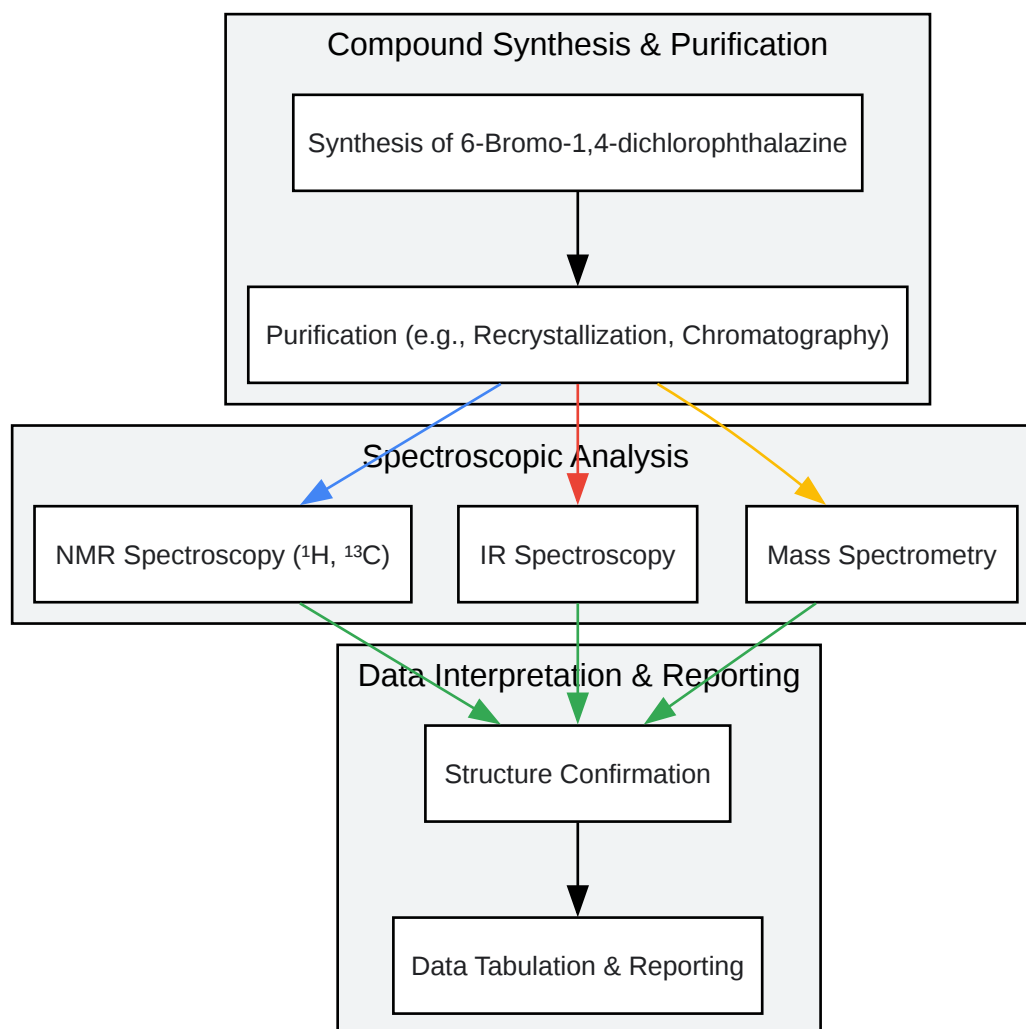 Compound Synthesis & Purification
Synthesis of 6-Bromo-1,4-dichlorophthalazine
Purification (e.g., Recrystallization, Chromatography)
Spectroscopic Analysis
NMR Spectroscopy (¹H, ¹³C)
IR Spectroscopy
Mass Spectrometry
Data Interpretation & Reporting
Structure Confirmation
Data Tabulation & Reporting